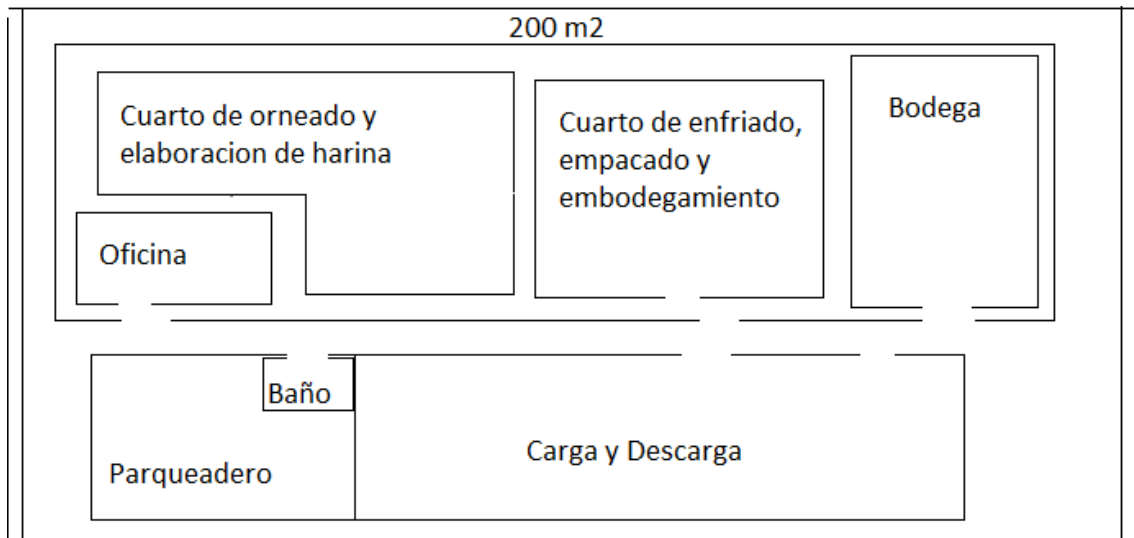 200 m2
Cuarto de orneado y
elaboracion de harina
Cuarto de enfriado,
empacado y
embodegamiento
Bodega
Oficina
Baño
Parqueadero
Carga y Descarga